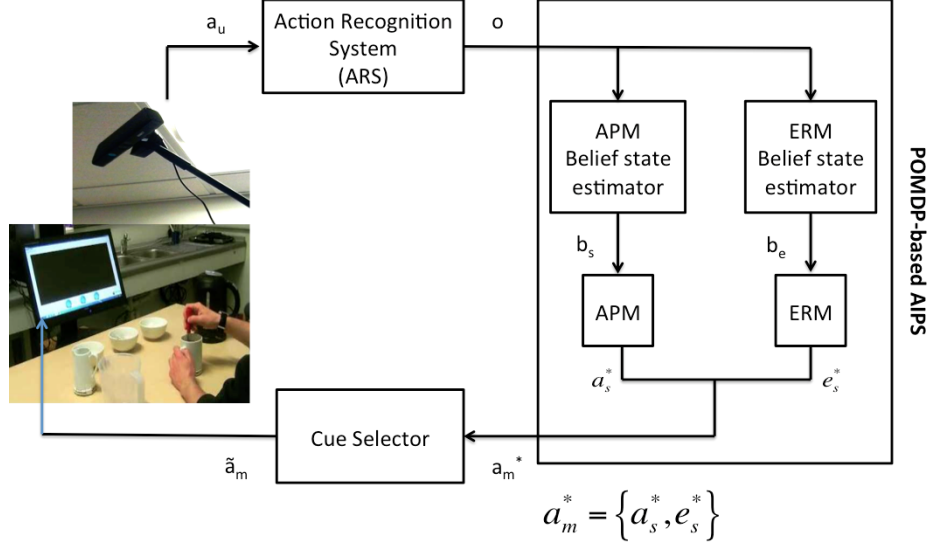 a_u
Action Recognition
System
(ARS)
o
APM
Belief state
estimator
ERM
Belief state
estimator
POMDP-based AIPS
b_s
b_e
APM
ERM
a_s^*
e_s^*
Cue Selector
ã_m
a_m^*
a_m^* = {a_s^*, e_s^*}